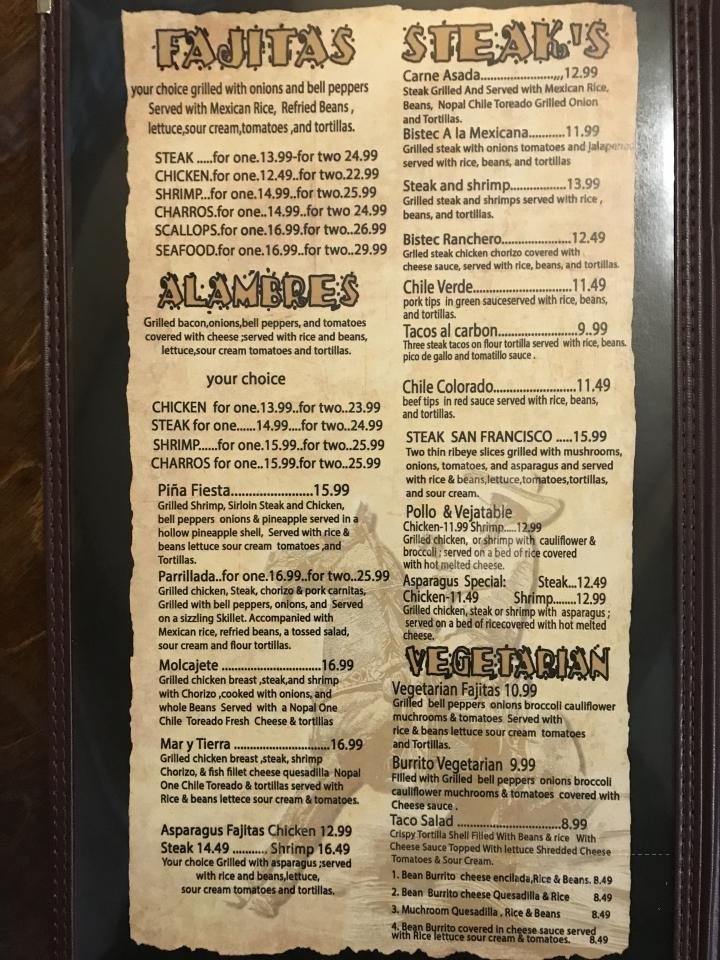 FAJITAS
your choice grilled with onions and bell peppers
Served with Mexican Rice, Refried Beans ,
lettuce,sour cream,tomatoes ,and tortillas.
STEAK .....for one.13.99-for two 24.99
CHICKEN.for one.12.49..for two.22.99
SHRIMP...for one.14.99..for two.25.99
CHARROS.for one..14.99..for two 24.99
SCALLOPS.for one.16.99.for two..26.99
SEAFOOD.for one.16.99..for two..29.99
ALAMBRES
Grilled bacon,onions,bell peppers, and tomatoes
covered with cheese ;served with rice and beans,
lettuce,sour cream tomatoes and tortillas.
your choice
CHICKEN for one.13.99..for two..23.99
STEAK for one......14.99....for two..24.99
SHRIMP......for one.15.99..for two..25.99
CHARROS for one..15.99.for two..25.99
Piña Fiesta........................15.99
Grilled Shrimp, Sirloin Steak and Chicken,
bell peppers onions & pineapple served in a
hollow pineapple shell, Served with rice &
beans lettuce sour cream tomatoes ,and
Tortillas.
Parrillada..for one.16.99..for two..25.99
Grilled chicken, Steak, chorizo & pork carnitas,
Grilled with bell peppers, onions, and Served
on a sizzling Skillet. Accompanied with
Mexican rice, refried beans, a tossed salad,
sour cream and flour tortillas.
Molcajete .............................16.99
Grilled chicken breast ,steak,and shrimp
with Chorizo ,cooked with onions, and
whole Beans Served with a Nopal One
Chile Toreado Fresh Cheese & tortillas
Mar y Tierra ............................16.99
Grilled chicken breast ,steak, shrimp
Chorizo, & fish fillet cheese quesadilla Nopal
One Chile Toreado & tortillas served with
Rice & beans lettece sour cream & tomatoes.
Asparagus Fajitas Chicken 12.99
Steak 14.49 ........... Shrimp 16.49
Your choice Grilled with asparagus ;served
with rice and beans,lettuce,
sour cream tomatoes and tortillas.
STEAK'S
Carne Asada........................,,,12.99
Steak Grilled And Served with Mexican Rice,
Beans, Nopal Chile Toreado Grilled Onion
and Tortillas.
Bistec A la Mexicana...........11.99
Grilled steak with onions tomatoes and jalapenos
served with rice, beans, and tortillas
Steak and shrimp................13.99
Grilled steak and shrimps served with rice ,
beans, and tortillas.
Bistec Ranchero.....................12.49
Grlled steak chicken chorizo covered with
cheese sauce, served with rice, beans, and tortillas.
Chile Verde.............................11.49
pork tips in green sauceserved with rice, beans,
and tortillas.
Tacos al carbon.......................9..99
Three steak tacos on flour tortilla served with rice, beans.
pico de gallo and tomatillo sauce .
Chile Colorado........................11.49
beef tips in red sauce served with rice, beans,
and tortillas.
STEAK SAN FRANCISCO .....15.99
Two thin ribeye slices grilled with mushrooms,
onions, tomatoes, and asparagus and served
with rice & beans,lettuce,tomatoes,tortillas,
and sour cream.
Pollo & Vejatable
Chicken-11.99 Shrimp.....12.99
Grilled chicken, or shrimp with cauliflower &
broccoli ; served on a bed of rice covered
with hot melted cheese.
Asparagus Special: Steak...12.49
Chicken-11.49 Shrimp........12.99
Grilled chicken, steak or shrimp with asparagus ;
served on a bed of ricecovered with hot melted
cheese.
VEGETARIAN
Vegetarian Fajitas 10.99
Grilled bell peppers onions broccoli cauliflower
muchrooms & tomatoes Served with
rice & beans lettuce sour cream tomatoes
and Tortillas.
Burrito Vegetarian 9.99
Filled with Grilled bell peppers onions broccoli
cauliflower muchrooms & tomatoes covered with
Cheese sauce .
Taco Salad ..............................8.99
Crispy Tortilla Shell Filled With Beans & rice With
Cheese Sauce Topped With lettuce Shredded Cheese
Tomatoes & Sour Cream.
1. Bean Burrito cheese encilada,Rice & Beans. 8.49
2. Bean Burrito cheese Quesadilla & Rice 8.49
3. Muchroom Quesadilla , Rice & Beans 8.49
4. Bean Burrito covered in cheese sauce served
with Rice lettuce sour cream & tomatoes. 8.49